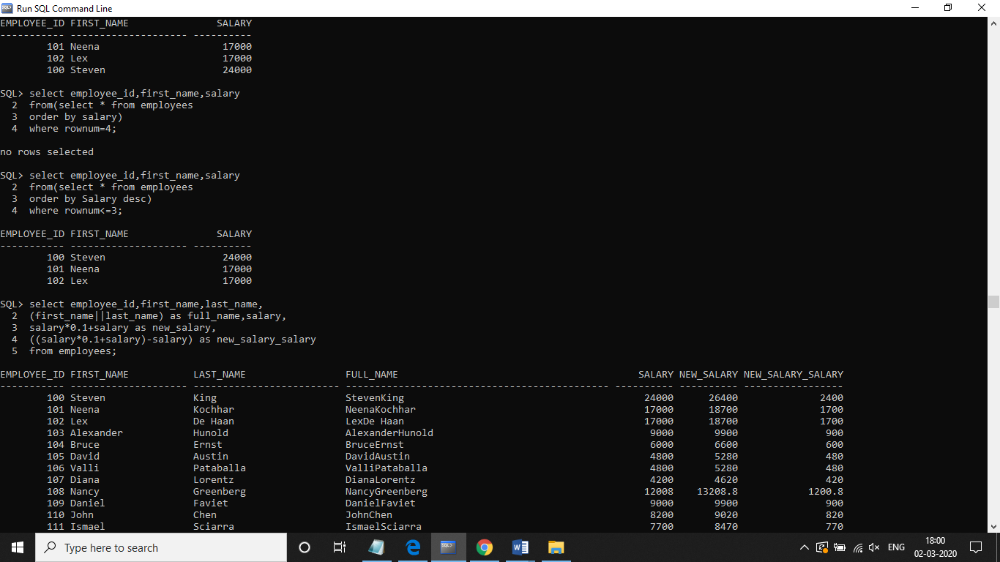 Run SQL Command Line
EMPLOYEE_ID FIRST_NAME               SALARY
----------- -------------------- ----------
        101 Neena                     17000
        102 Lex                       17000
        100 Steven                    24000
SQL> select employee_id,first_name,salary
  2  from(select * from employees
  3  order by salary)
  4  where rownum=4;
no rows selected
SQL> select employee_id,first_name,salary
  2  from(select * from employees
  3  order by Salary desc)
  4  where rownum<=3;
EMPLOYEE_ID FIRST_NAME               SALARY
----------- -------------------- ----------
        100 Steven                    24000
        101 Neena                     17000
        102 Lex                       17000
SQL> select employee_id,first_name,last_name,
  2  (first_name||last_name) as full_name,salary,
  3  salary*0.1+salary as new_salary,
  4  ((salary*0.1+salary)-salary) as new_salary_salary
  5  from employees;
EMPLOYEE_ID FIRST_NAME           LAST_NAME                 FULL_NAME                                         SALARY NEW_SALARY NEW_SALARY_SALARY
----------- -------------------- ------------------------- --------------------------------------------- ---------- ---------- -----------------
        100 Steven               King                      StevenKing                                         24000      26400              2400
        101 Neena                Kochhar                   NeenaKochhar                                       17000      18700              1700
        102 Lex                  De Haan                   LexDe Haan                                         17000      18700              1700
        103 Alexander            Hunold                    AlexanderHunold                                     9000       9900               900
        104 Bruce                Ernst                     BruceErnst                                          6000       6600               600
        105 David                Austin                    DavidAustin                                         4800       5280               480
        106 Valli                Pataballa                 ValliPataballa                                      4800       5280               480
        107 Diana                Lorentz                   DianaLorentz                                        4200       4620               420
        108 Nancy                Greenberg                 NancyGreenberg                                     12008    13208.8            1200.8
        109 Daniel               Faviet                    DanielFaviet                                        9000       9900               900
        110 John                 Chen                      JohnChen                                            8200       9020               820
        111 Ismael               Sciarra                   IsmaelSciarra                                       7700       8470               770
Type here to search
ENG
18:00
02-03-2020